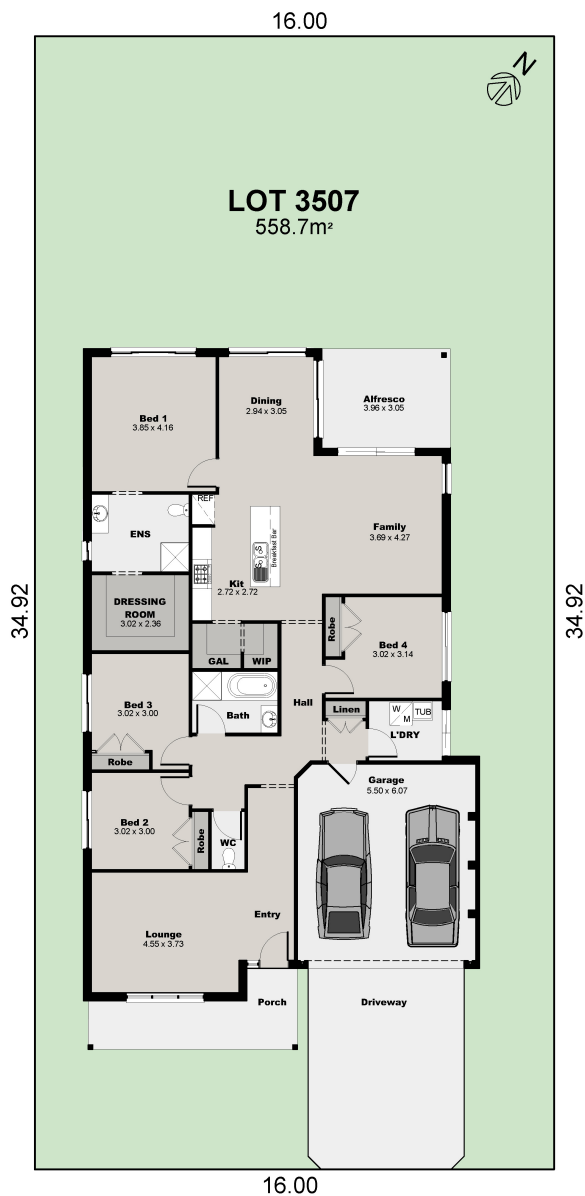 16.00
N
LOT 3507
558.7m²
Dining
2.94 x 3.05
Alfresco
3.96 x 3.05
Bed 1
3.85 x 4.16
REF
ENS
Breakfast Bar
Family
3.69 x 4.27
Kit
2.72 x 2.72
DRESSING
ROOM
3.02 x 2.36
34.92
34.92
Robe
Bed 4
3.02 x 3.14
GAL
WIP
Hall
Bed 3
3.02 x 3.00
Bath
Linen
W
M
TUB
L'DRY
Robe
Garage
5.50 x 6.07
Bed 2
3.02 x 3.00
Robe
WC
Entry
Lounge
4.55 x 3.73
Porch
Driveway
16.00